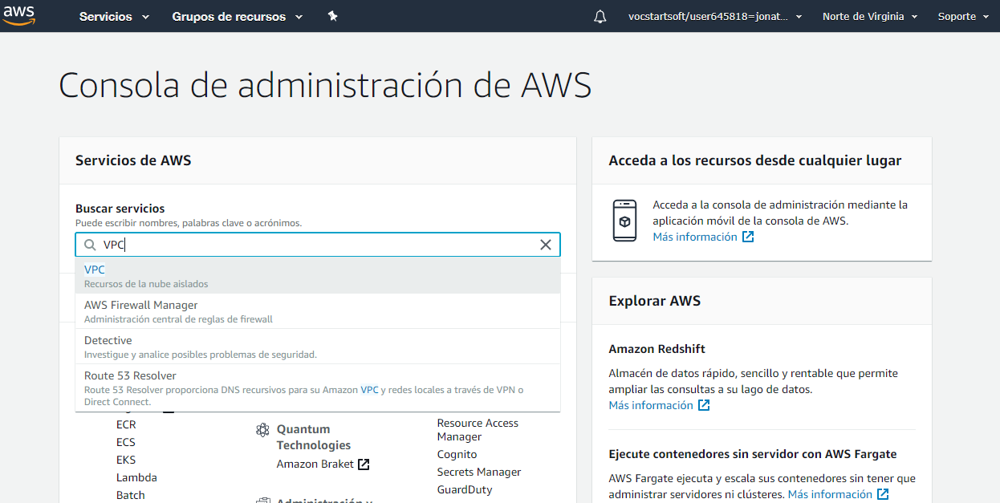 aws
Servicios
Grupos de recursos
vocstartsoft/user645818=jonat...
Norte de Virginia
Soporte
Consola de administración de AWS
Servicios de AWS
Buscar servicios
Puede escribir nombres, palabras clave o acrónimos.
VPC
VPC
Recursos de la nube aislados
AWS Firewall Manager
Administración central de reglas de firewall
Detective
Investigue y analice posibles problemas de seguridad.
Route 53 Resolver
Route 53 Resolver proporciona DNS recursivos para su Amazon VPC y redes locales a través de VPN o
Direct Connect.
ECR
ECS
EKS
Lambda
Batch
Quantum
Technologies
Amazon Braket
Administración y
Resource Access
Manager
Cognito
Secrets Manager
GuardDuty
Acceda a los recursos desde cualquier lugar
Acceda a la consola de administración mediante la
aplicación móvil de la consola de AWS.
Más información
Explorar AWS
Amazon Redshift
Almacén de datos rápido, sencillo y rentable que permite
ampliar las consultas a su lago de datos.
Más información
Ejecute contenedores sin servidor con AWS Fargate
AWS Fargate ejecuta y escala sus contenedores sin tener que
administrar servidores ni clústeres. Más información